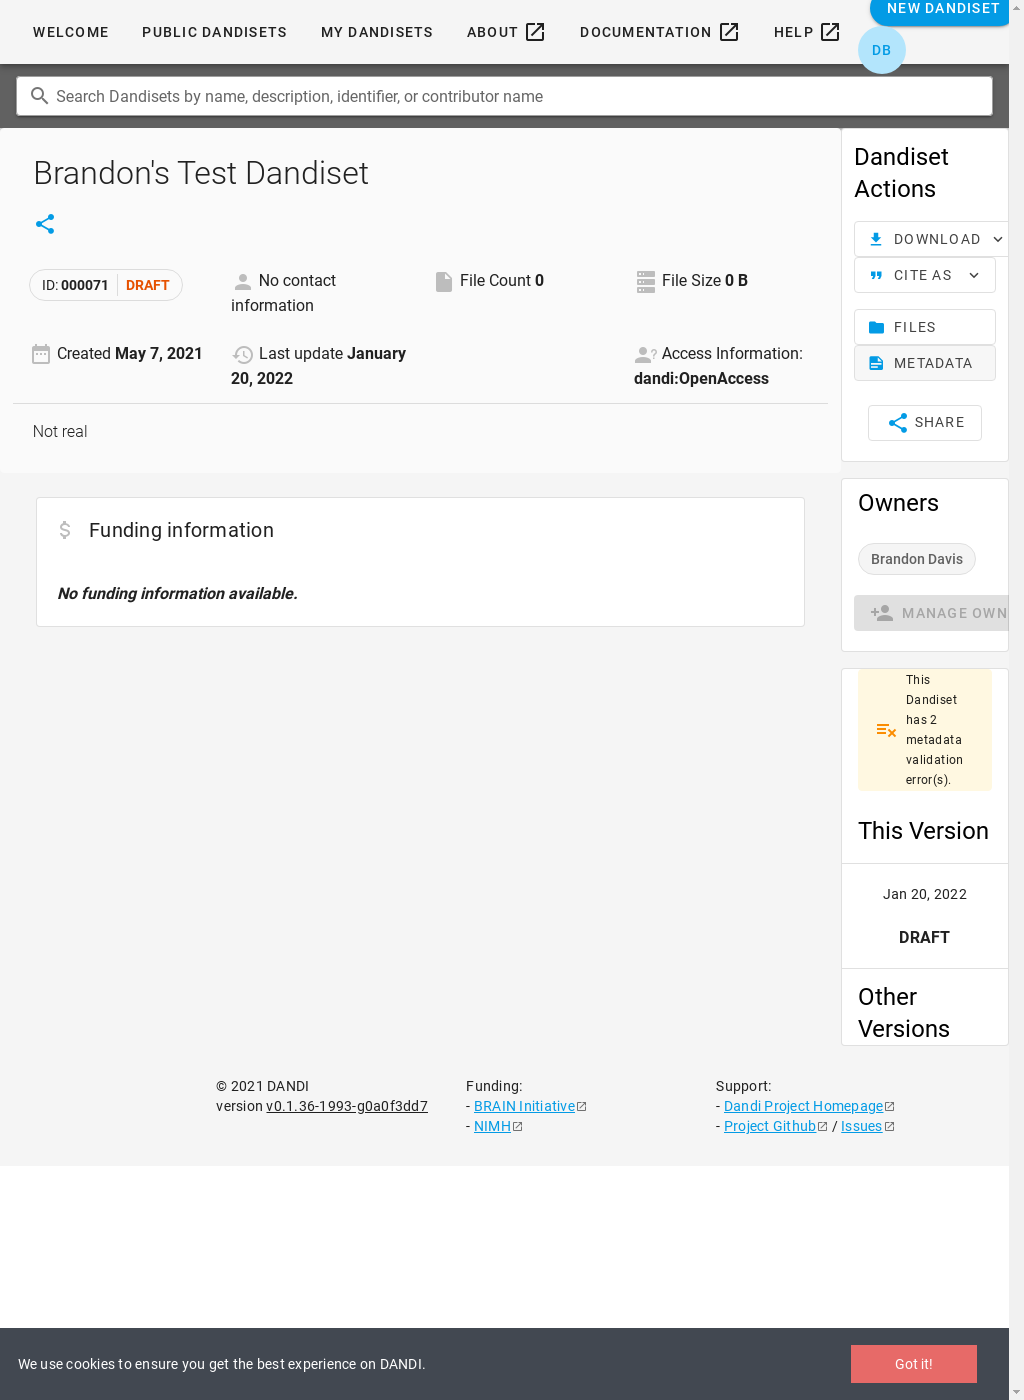 WELCOME PUBLIC DANDISETS MY DANDISETS ABOUT DOCUMENTATION HELP NEW DANDISET
DB
Search Dandisets by name, description, identifier, or contributor name
Brandon's Test Dandiset
ID: 000071 DRAFT
No contact
information
File Count 0
File Size 0 B
Created May 7, 2021
Last update January
20, 2022
Access Information:
dandi:OpenAccess
Not real
Funding information
No funding information available.
Dandiset
Actions
DOWNLOAD
CITE AS
FILES
METADATA
SHARE
Owners
Brandon Davis
MANAGE OWN
This
Dandiset
has 2
metadata
validation
error(s).
This Version
Jan 20, 2022
DRAFT
Other
Versions
© 2021 DANDI
version v0.1.36-1993-g0a0f3dd7
Funding:
- BRAIN Initiative
- NIMH
Support:
- Dandi Project Homepage
- Project Github / Issues
We use cookies to ensure you get the best experience on DANDI.
Got it!